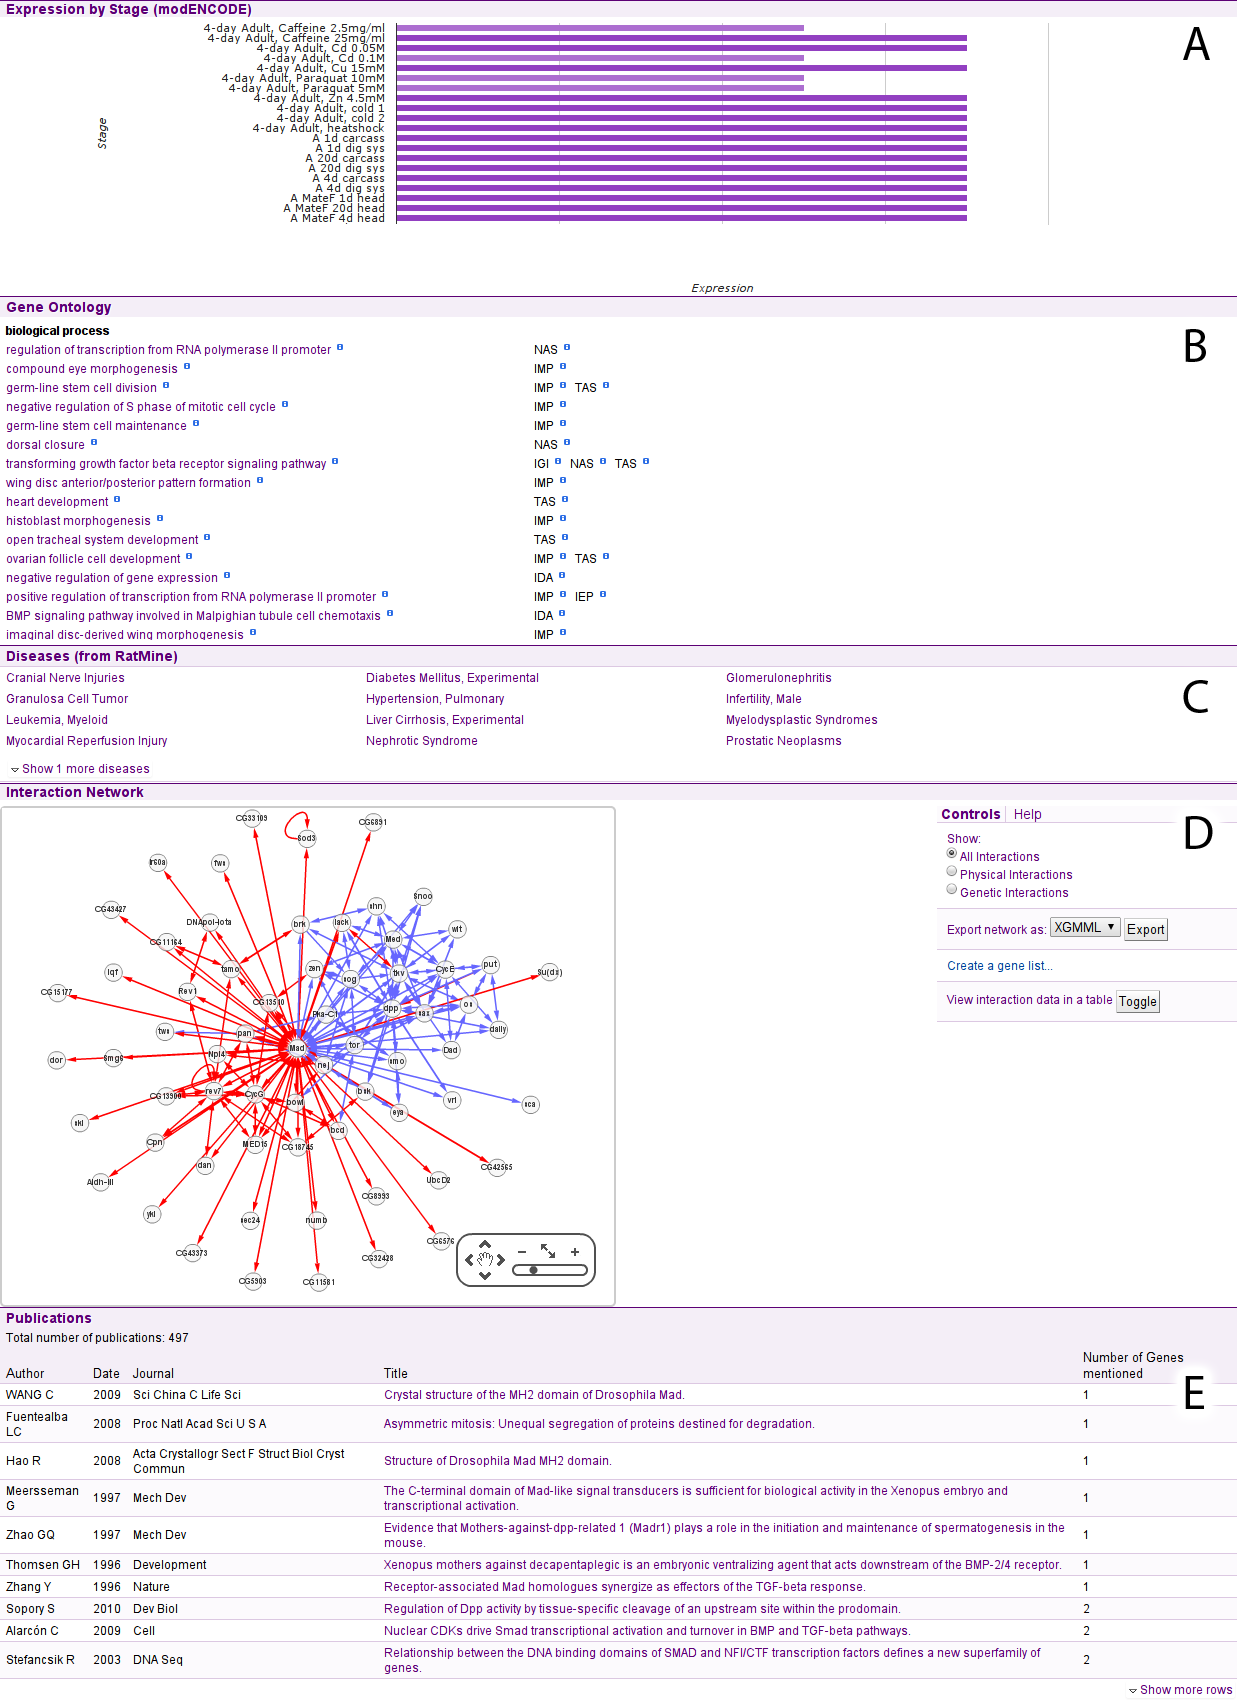 Expression by Stage (modENCODE)
A
4-day Adult, Caffeine 2.5mg/ml
4-day Adult, Caffeine 25mg/ml
4-day Adult, Cd 0.05M
4-day Adult, Cd 0.1M
4-day Adult, Cu 15mM
4-day Adult, Paraquat 10mM
4-day Adult, Paraquat 5mM
4-day Adult, Zn 4.5mM
4-day Adult, cold 1
4-day Adult, cold 2
4-day Adult, heatshock
A 1d carcass
A 1d dig sys
A 20d carcass
A 20d dig sys
A 4d carcass
A 4d dig sys
A MateF 1d head
A MateF 20d head
A MateF 4d head
Stage
Expression
Gene Ontology
B
biological process
regulation of transcription from RNA polymerase II promoter NAS
compound eye morphogenesis IMP
germ-line stem cell division IMP TAS
negative regulation of S phase of mitotic cell cycle IMP
germ-line stem cell maintenance IMP
dorsal closure NAS
transforming growth factor beta receptor signaling pathway IGI NAS TAS
wing disc anterior/posterior pattern formation IMP
heart development TAS
histoblast morphogenesis IMP
open tracheal system development TAS
ovarian follicle cell development IMP TAS
negative regulation of gene expression IDA
positive regulation of transcription from RNA polymerase II promoter IMP IEP
BMP signaling pathway involved in Malpighian tubule cell chemotaxis IDA
imaginal disc-derived wing morphogenesis IMP
Diseases (from RatMine)
C
Cranial Nerve Injuries Diabetes Mellitus, Experimental Glomerulonephritis
Granulosa Cell Tumor Hypertension, Pulmonary Infertility, Male
Leukemia, Myeloid Liver Cirrhosis, Experimental Myelodysplastic Syndromes
Myocardial Reperfusion Injury Nephrotic Syndrome Prostatic Neoplasms
Show 1 more diseases
Interaction Network
D
CG33109
Sod3
CG6891
Ir60a
fwo
CG43427
DNApol-iota
brk
lack
shn
Snoo
wit
CG11164
Med
tamo
zen
nog
tkv
CycE
put
Su(dx)
lqf
CG15177
Rev1
CG13510
Pka-C1
dpp
sax
dally
pan
tor
Mad
Dad
dor
Smg6
Npl4
nej
CG13900
rev7
CycG
bowl
vri
eya
Cpn
MED15
CG18745
bcd
dan
CG42565
Aldh-III
UbcD2
CG8993
yki
sec24
numb
CG43373
CG32428
CG6576
CG5903
CG11581
Controls Help
Show:
All Interactions
Physical Interactions
Genetic Interactions
Export network as: XGMML Export
Create a gene list...
View interaction data in a table Toggle
Publications
Total number of publications: 497
E
Author Date Journal Title Number of Genes mentioned
WANG C 2009 Sci China C Life Sci Crystal structure of the MH2 domain of Drosophila Mad. 1
Fuentealba LC 2008 Proc Natl Acad Sci U S A Asymmetric mitosis: Unequal segregation of proteins destined for degradation. 1
Hao R 2008 Acta Crystallogr Sect F Struct Biol Cryst Commun Structure of Drosophila Mad MH2 domain. 1
Meersseman G 1997 Mech Dev The C-terminal domain of Mad-like signal transducers is sufficient for biological activity in the Xenopus embryo and transcriptional activation. 1
Zhao GQ 1997 Mech Dev Evidence that Mothers-against-dpp-related 1 (Madr1) plays a role in the initiation and maintenance of spermatogenesis in the mouse. 1
Thomsen GH 1996 Development Xenopus mothers against decapentaplegic is an embryonic ventralizing agent that acts downstream of the BMP-2/4 receptor. 1
Zhang Y 1996 Nature Receptor-associated Mad homologues synergize as effectors of the TGF-beta response. 1
Sopory S 2010 Dev Biol Regulation of Dpp activity by tissue-specific cleavage of an upstream site within the prodomain. 2
Alarcón C 2009 Cell Nuclear CDKs drive Smad transcriptional activation and turnover in BMP and TGF-beta pathways. 2
Stefancsik R 2003 DNA Seq Relationship between the DNA binding domains of SMAD and NFI/CTF transcription factors defines a new superfamily of genes. 2
Show more rows